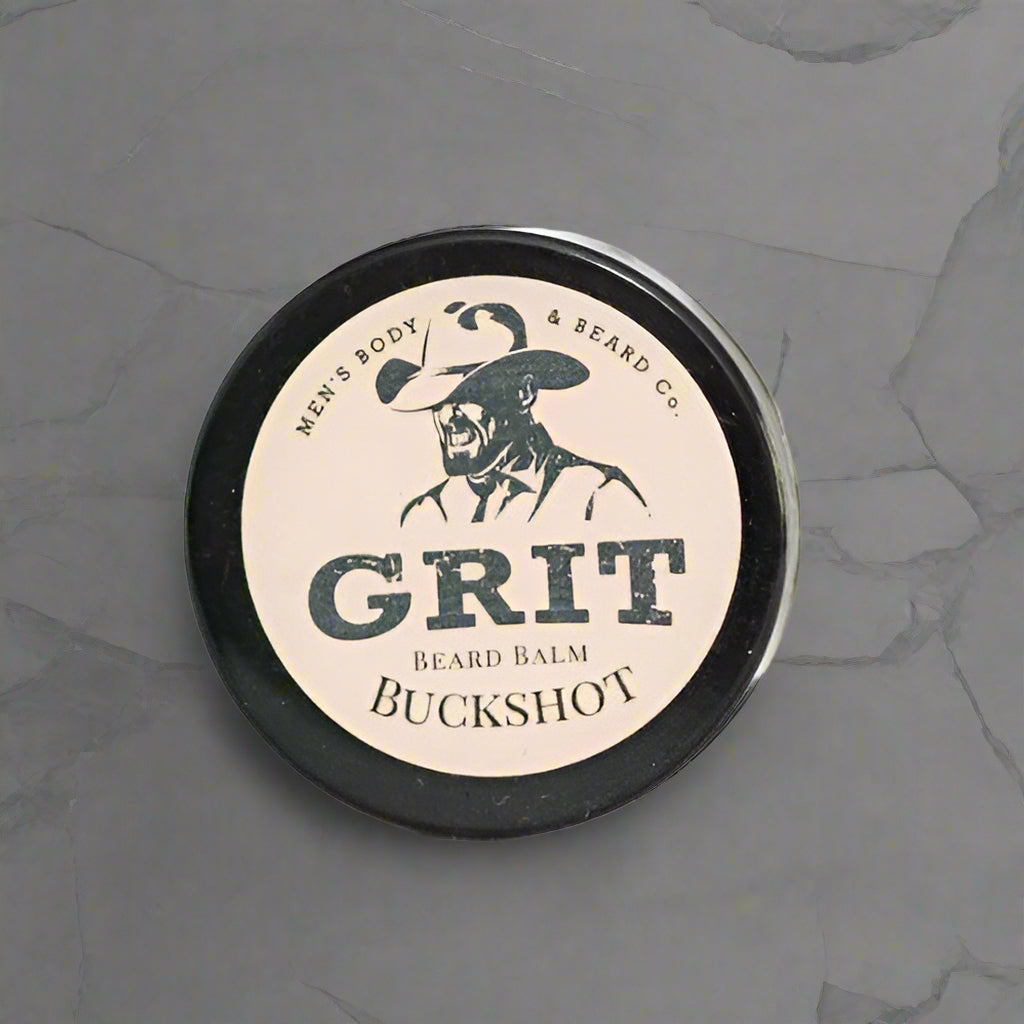 MEN'S BODY & BEARD Co.
GRIT
BEARD BALM
BUCKSHOT